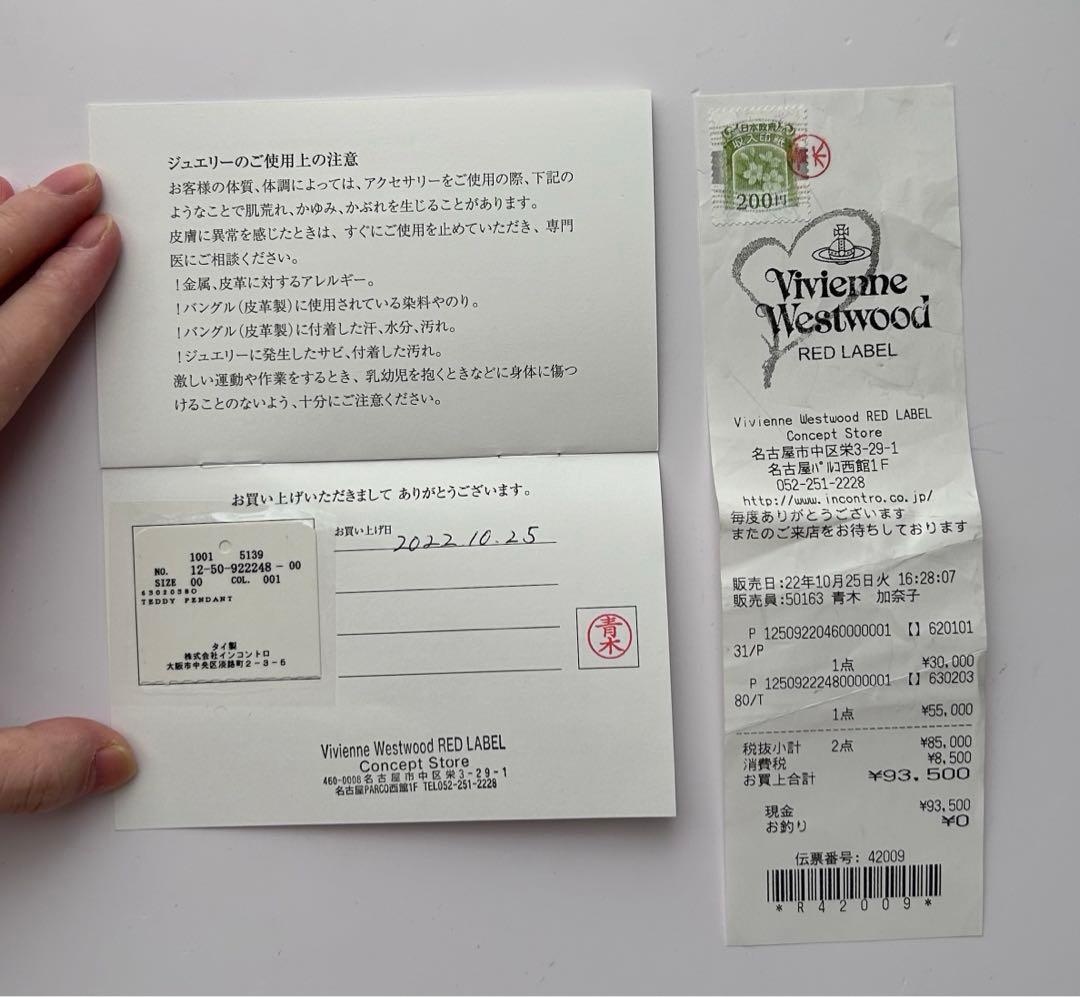 ジュエリーのご使用上の注意
お客様の体質、体調によっては、アクセサリーをご使用の際、下記の
ようなことで肌荒れ、かゆみ、かぶれを生じることがあります。
皮膚に異常を感じたときは、すぐにご使用を止めていただき、専門
医にご相談ください。
！金属、皮革に対するアレルギー。
！バングル（皮革製）に使用されている染料やのり。
！バングル（皮革製）に付着した汗、水分、汚れ。
！ジュエリーに発生したサビ、付着した汚れ。
激しい運動や作業をするとき、乳幼児を抱くときなどに身体に傷つ
けることのないよう、十分にご注意ください。
お買い上げいただきまして ありがとうございます。
お買い上げ日 2022.10.25
1001 5139
NO. 12-50-922248-00
SIZE 00 COL. 001
63020380
TEDDY PENDANT
タイ製
株式会社インコントロ
大阪市中央区淡路町2-3-5
青木
Vivienne Westwood RED LABEL
Concept Store
460-0008 名古屋市中区栄3-29-1
名古屋PARCO西館1F TEL052-251-2228
日本政府
収入印紙
200円
木
Vivienne
Westwood
RED LABEL
Vivienne Westwood RED LABEL
Concept Store
名古屋市中区栄3-29-1
名古屋ﾊﾟﾙｺ西館1F
052-251-2228
http://www.incontro.co.jp/
毎度ありがとうございます
またのご来店をお待ちしております
販売日:22年10月25日火 16:28:07
販売員:50163 青木 加奈子
P 12509220460000001 【】620101
31/P
1点 ¥30,000
P 12509222480000001 【】630203
80/T
1点 ¥55,000
税抜小計 2点 ¥85,000
消費税 ¥8,500
お買上合計 ¥93,500
現金 ¥93,500
お釣り ¥0
伝票番号: 42009
*R42009*